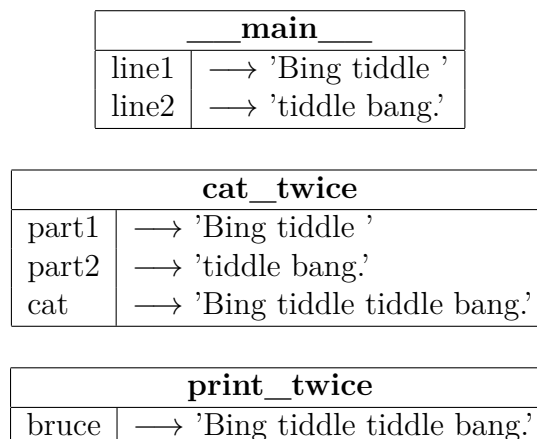 __main__
line1 ⟶ ’Bing tiddle ’
line2 ⟶ ’tiddle bang.’
cat_twice
part1 ⟶ ’Bing tiddle ’
part2 ⟶ ’tiddle bang.’
cat ⟶ ’Bing tiddle tiddle bang.’
print_twice
bruce ⟶ ’Bing tiddle tiddle bang.’